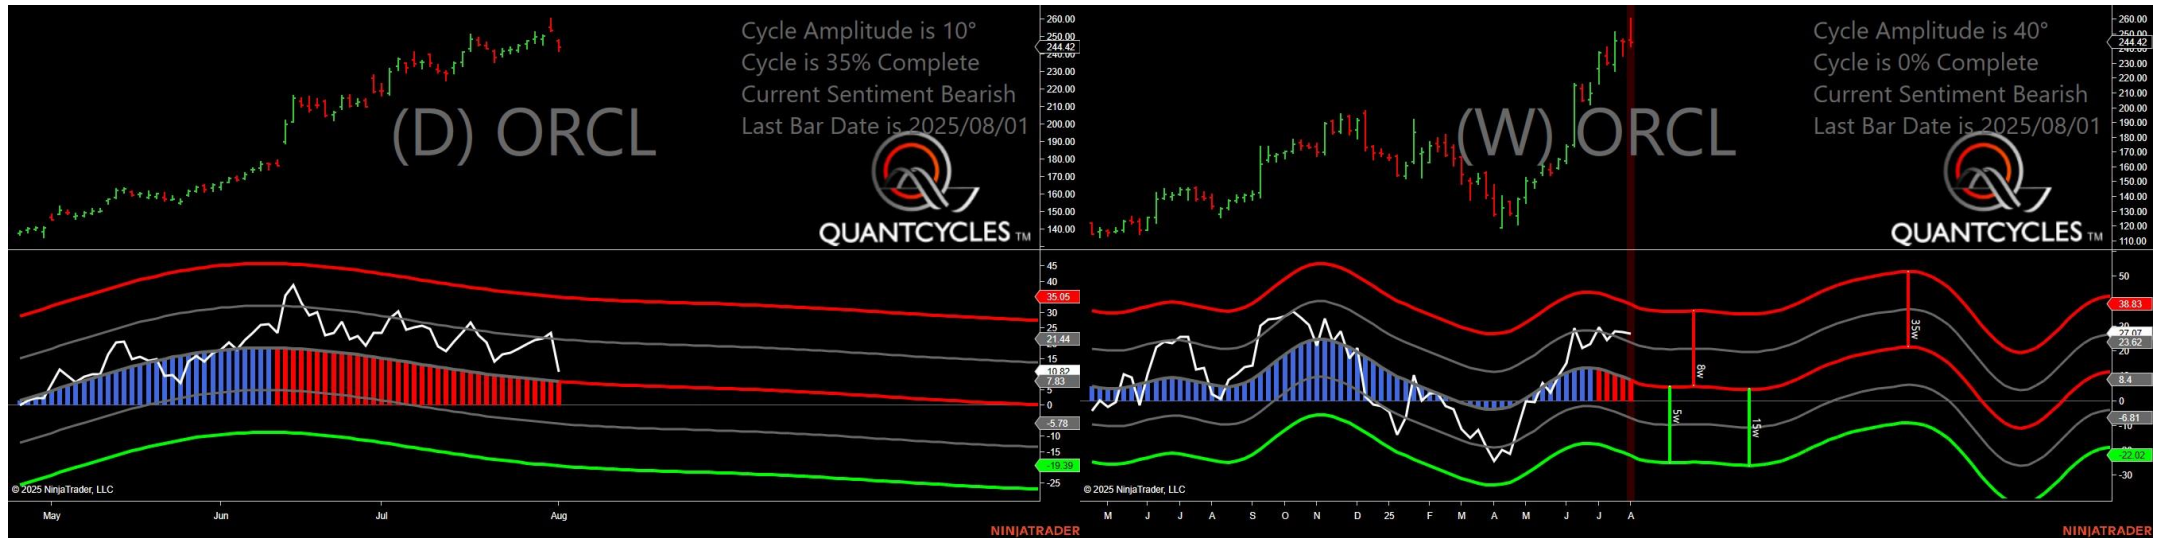 Cycle Amplitude is 10°
Cycle is 35% Complete
Current Sentiment Bearish
Last Bar Date is 2025/08/01
(D) ORCL
QUANTCYCLES TM
260.00
250.00
244.42
240.00
230.00
220.00
210.00
200.00
190.00
180.00
170.00
160.00
150.00
140.00
45
40
35.05
30
25
21.44
15
10.82
7.83
5
0
-5.78
-10
-15
-19.39
-25
© 2025 NinjaTrader, LLC
May
Jun
Jul
Aug
NINJATRADER
Cycle Amplitude is 40°
Cycle is 0% Complete
Current Sentiment Bearish
Last Bar Date is 2025/08/01
(W) ORCL
QUANTCYCLES TM
260.00
250.00
244.42
230.00
220.00
210.00
200.00
190.00
180.00
170.00
160.00
150.00
140.00
130.00
120.00
110.00
50
38.83
27.07
23.62
20
8.4
0
-6.81
-10
-22.02
-30
8w
5w
15w
35w
© 2025 NinjaTrader, LLC
M J J A S O N D 25 F M A M J J A
NINJATRADER